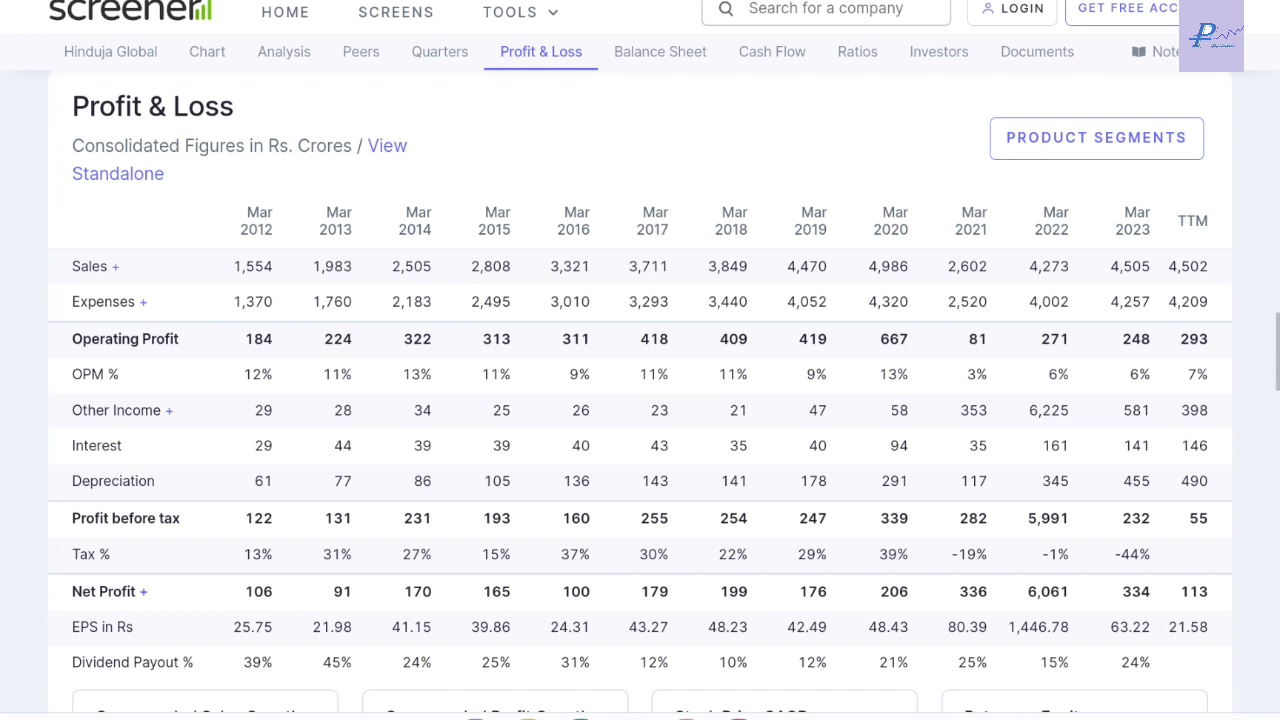 screener
HOME SCREENS TOOLS Search for a company LOGIN GET FREE ACC
Hinduja Global Chart Analysis Peers Quarters Profit & Loss Balance Sheet Cash Flow Ratios Investors Documents Note
Profit & Loss
Consolidated Figures in Rs. Crores / View
Standalone
PRODUCT SEGMENTS
Mar 2012 Mar 2013 Mar 2014 Mar 2015 Mar 2016 Mar 2017 Mar 2018 Mar 2019 Mar 2020 Mar 2021 Mar 2022 Mar 2023 TTM
Sales + 1,554 1,983 2,505 2,808 3,321 3,711 3,849 4,470 4,986 2,602 4,273 4,505 4,502
Expenses + 1,370 1,760 2,183 2,495 3,010 3,293 3,440 4,052 4,320 2,520 4,002 4,257 4,209
Operating Profit 184 224 322 313 311 418 409 419 667 81 271 248 293
OPM % 12% 11% 13% 11% 9% 11% 11% 9% 13% 3% 6% 6% 7%
Other Income + 29 28 34 25 26 23 21 47 58 353 6,225 581 398
Interest 29 44 39 39 40 43 35 40 94 35 161 141 146
Depreciation 61 77 86 105 136 143 141 178 291 117 345 455 490
Profit before tax 122 131 231 193 160 255 254 247 339 282 5,991 232 55
Tax % 13% 31% 27% 15% 37% 30% 22% 29% 39% -19% -1% -44%
Net Profit + 106 91 170 165 100 179 199 176 206 336 6,061 334 113
EPS in Rs 25.75 21.98 41.15 39.86 24.31 43.27 48.23 42.49 48.43 80.39 1,446.78 63.22 21.58
Dividend Payout % 39% 45% 24% 25% 31% 12% 10% 12% 21% 25% 15% 24%